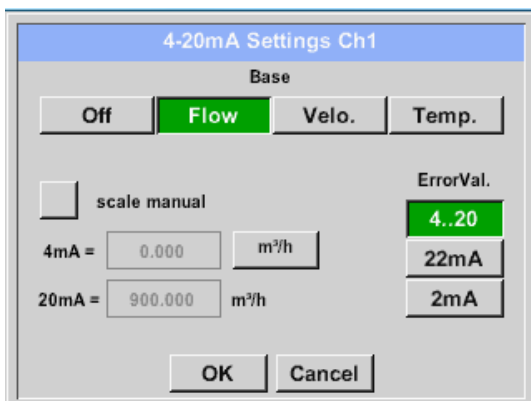 4-20mA Settings Ch1
Base
Off Flow Velo. Temp.
ErrorVal.
scale manual
4..20
4mA = 0.000 m³/h
22mA
20mA = 900.000 m³/h
2mA
OK Cancel